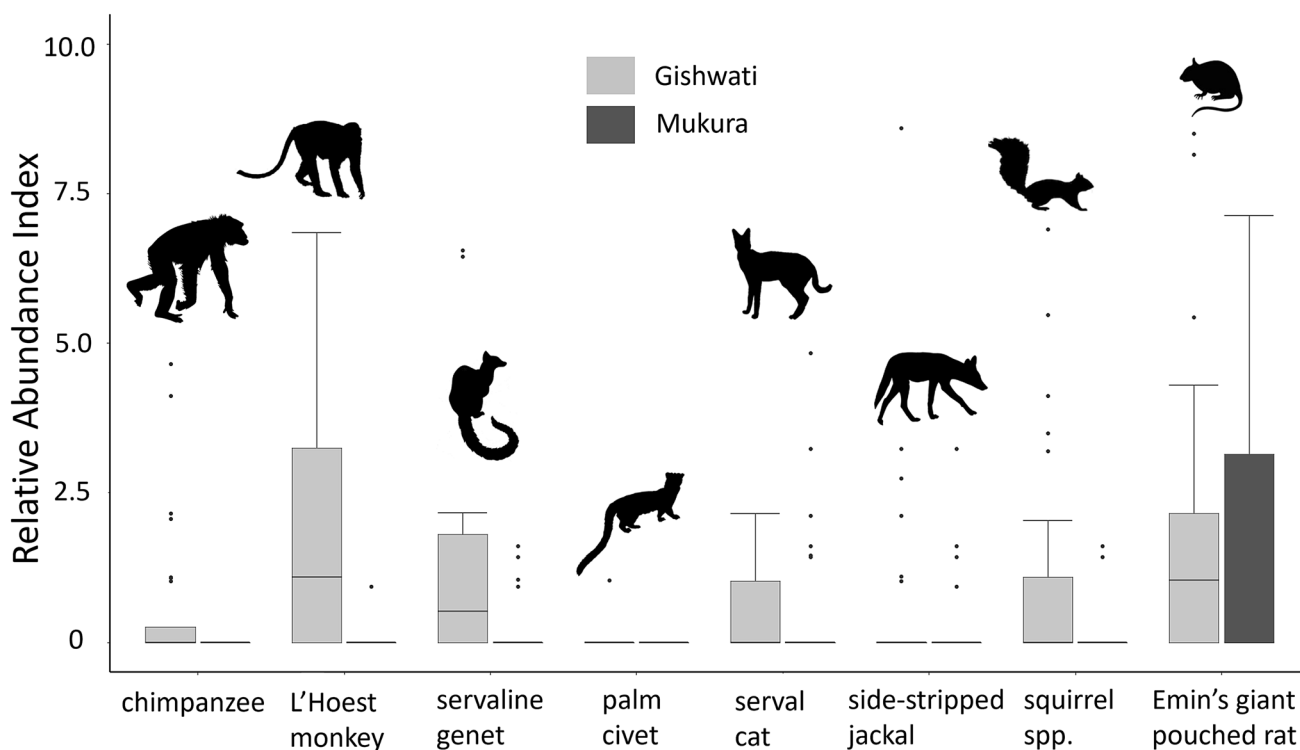 Relative Abundance Index
10.0
7.5
5.0
2.5
0
Gishwati
Mukura
chimpanzee
L'Hoest
monkey
servaline
genet
palm
civet
serval
cat
side-stripped
jackal
squirrel
spp.
Emin's giant
pouched rat